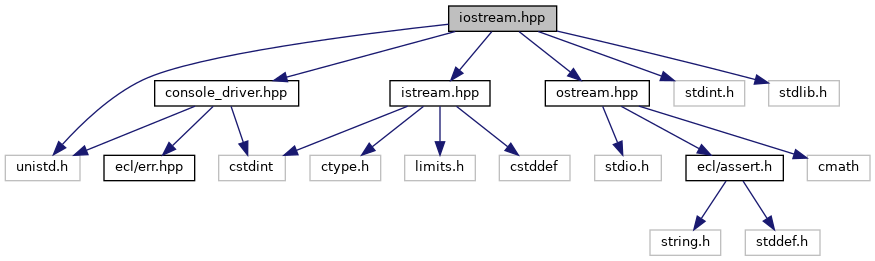 iostream.hpp
console_driver.hpp
istream.hpp
ostream.hpp
stdint.h
stdlib.h
unistd.h
ecl/err.hpp
cstdint
ctype.h
limits.h
cstddef
stdio.h
ecl/assert.h
cmath
string.h
stddef.h